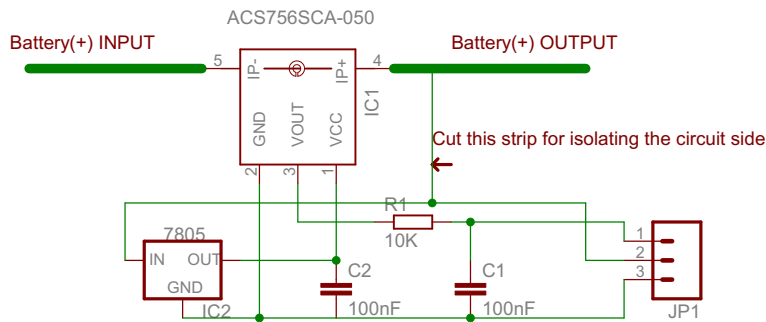 ACS756SCA-050
Battery(+) INPUT
Battery(+) OUTPUT
5
IP-
IP+
4
IC1
GND
VOUT
VCC
2
3
1
Cut this strip for isolating the circuit side
R1
10K
7805
IN
OUT
GND
IC2
C2
100nF
C1
100nF
1
2
3
JP1